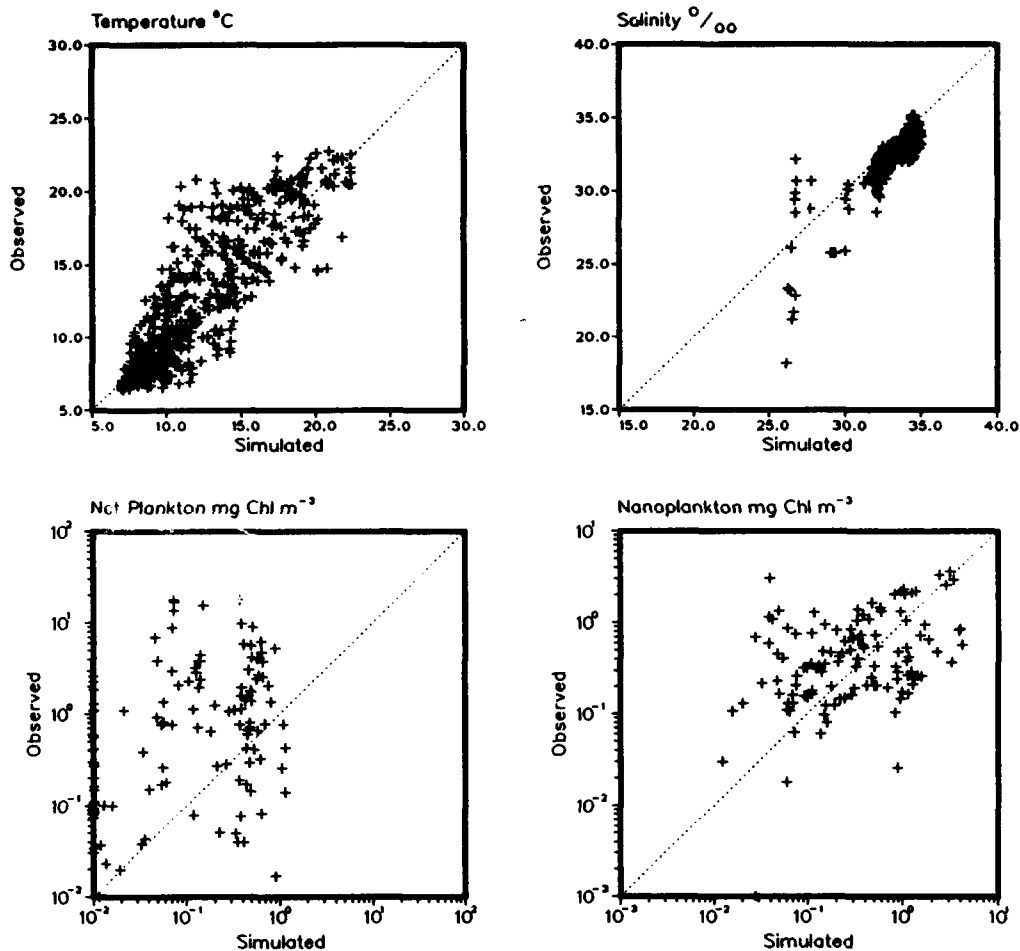 Temperature °C
30.0
25.0
20.0
15.0
10.0
5.0
Observed
5.0 10.0 15.0 20.0 25.0 30.0
Simulated
Salinity O/OO
40.0
35.0
30.0
25.0
20.0
15.0
Observed
15.0 20.0 25.0 30.0 35.0 40.0
Simulated
Net Plankton mg Chl m⁻³
10²
10¹
10⁰
10⁻¹
10⁻²
Observed
10⁻² 10⁻¹ 10⁰ 10¹ 10²
Simulated
Nanoplankton mg Chl m⁻³
10¹
10⁰
10⁻¹
10⁻²
10⁻³
Observed
10⁻³ 10⁻² 10⁻¹ 10⁰ 10¹
Simulated